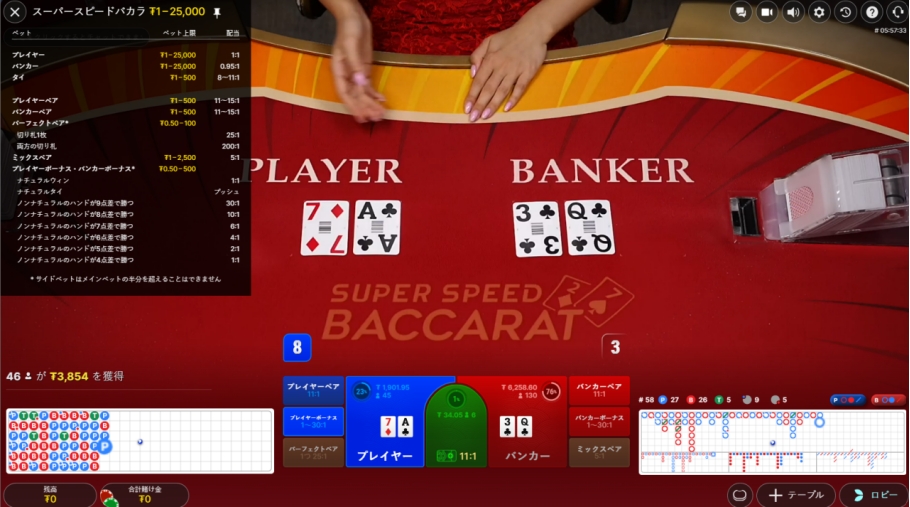 スーパースピードバカラ ₮1–25,000
# 05:57:33
ベット ベット上限 配当
プレイヤー ₮1–25,000 1:1
バンカー ₮1–25,000 0.95:1
タイ ₮1–500 8〜11:1
プレイヤーペア ₮1–500 11〜15:1
バンカーペア ₮1–500 11〜15:1
パーフェクトペア* ₮0.50–100
切り札1枚 25:1
両方の切り札 200:1
ミックスペア ₮1–2,500 5:1
プレイヤーボーナス・バンカーボーナス* ₮0.50–500
ナチュラルウィン 1:1
ナチュラルタイ プッシュ
ノンナチュラルのハンドが9点差で勝つ 30:1
ノンナチュラルのハンドが8点差で勝つ 10:1
ノンナチュラルのハンドが7点差で勝つ 6:1
ノンナチュラルのハンドが6点差で勝つ 4:1
ノンナチュラルのハンドが5点差で勝つ 2:1
ノンナチュラルのハンドが4点差で勝つ 1:1
* サイドベットはメインベットの半分を超えることはできません
PLAYER BANKER
7 A 3 Q
7 A 3 Q
SUPER SPEED
BACCARAT
8 3
46 が ₮3,854 を獲得
プレイヤーペア
11:1
プレイヤーボーナス
1〜30:1
パーフェクトペア
23%
₮ 1,901.85
45
7 A
プレイヤー
1%
₮ 34.05 6
11:1
₮ 6,258.60
130
76%
3 Q
バンカー
バンカーペア
11:1
バンカーボーナス
1〜30:1
ミックスペア
5:1
# 58 P 27 B 26 T 5 9 5
P B
残高
₮0
合計賭け金
₮0
テーブル
ロビー